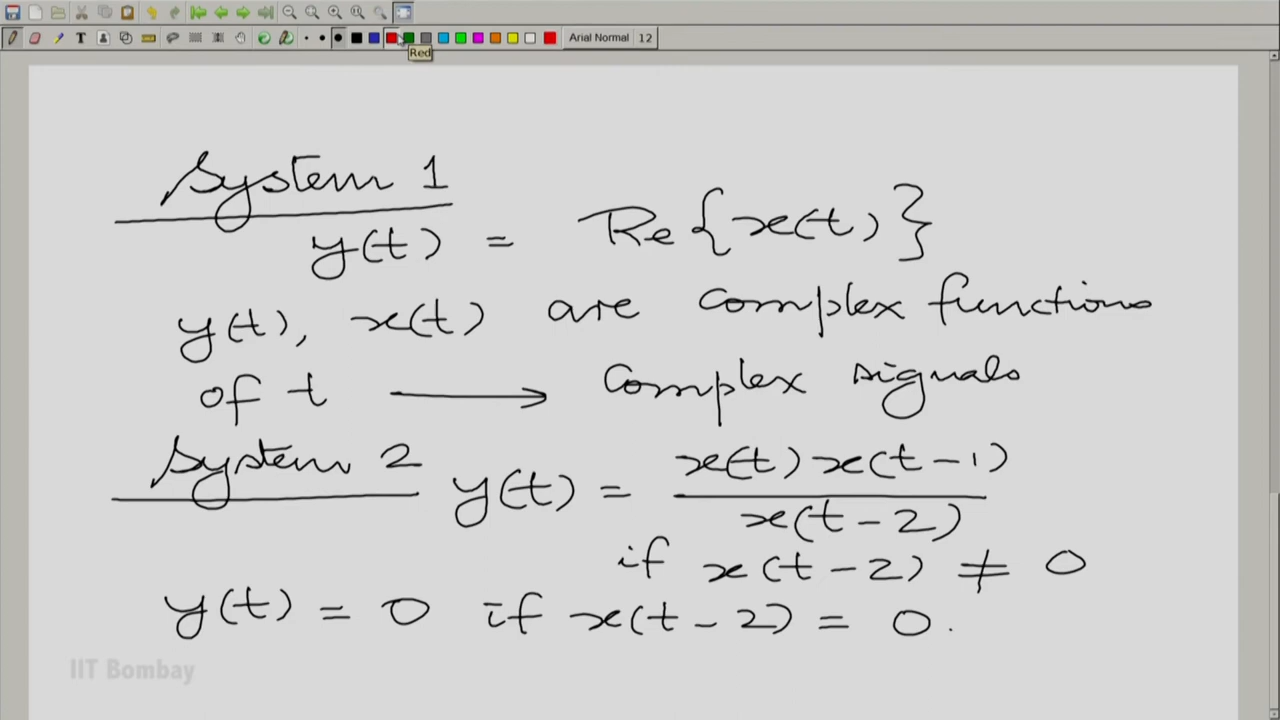 Arial Normal 12
Red
System 1
y(t) = Re{x(t)}
y(t), x(t) are complex functions
of t ⟶ Complex signals
System 2 y(t) = x(t)x(t-1)
x(t-2)
if x(t-2) ≠ 0
y(t) = 0 if x(t-2) = 0.
IIT Bombay